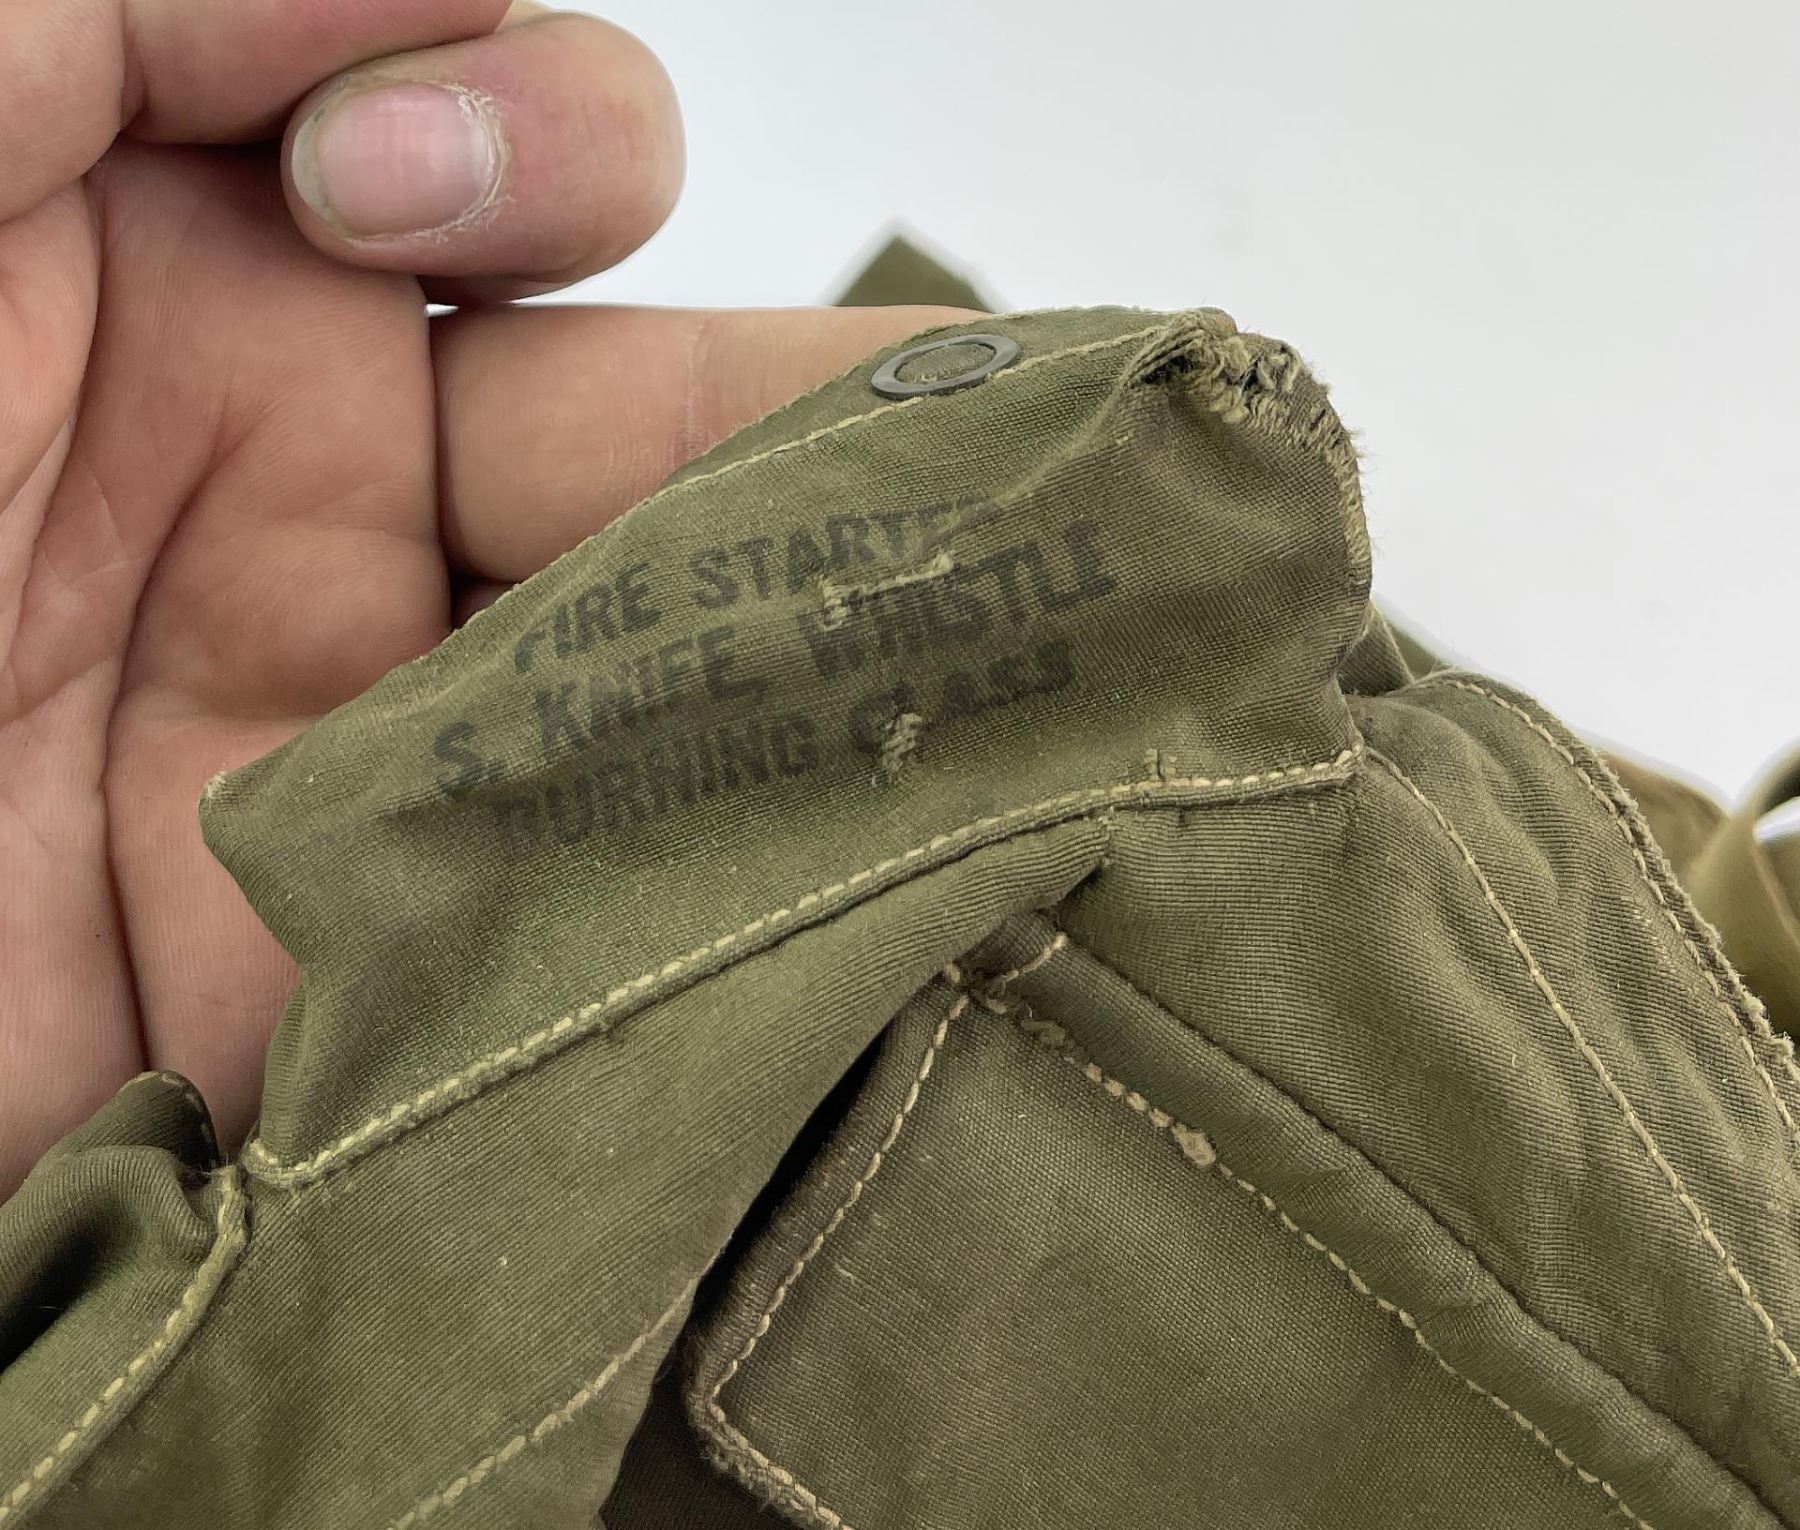 FIRE STARTER
S. KNIFE, WHISTLE
BURNING GLASS